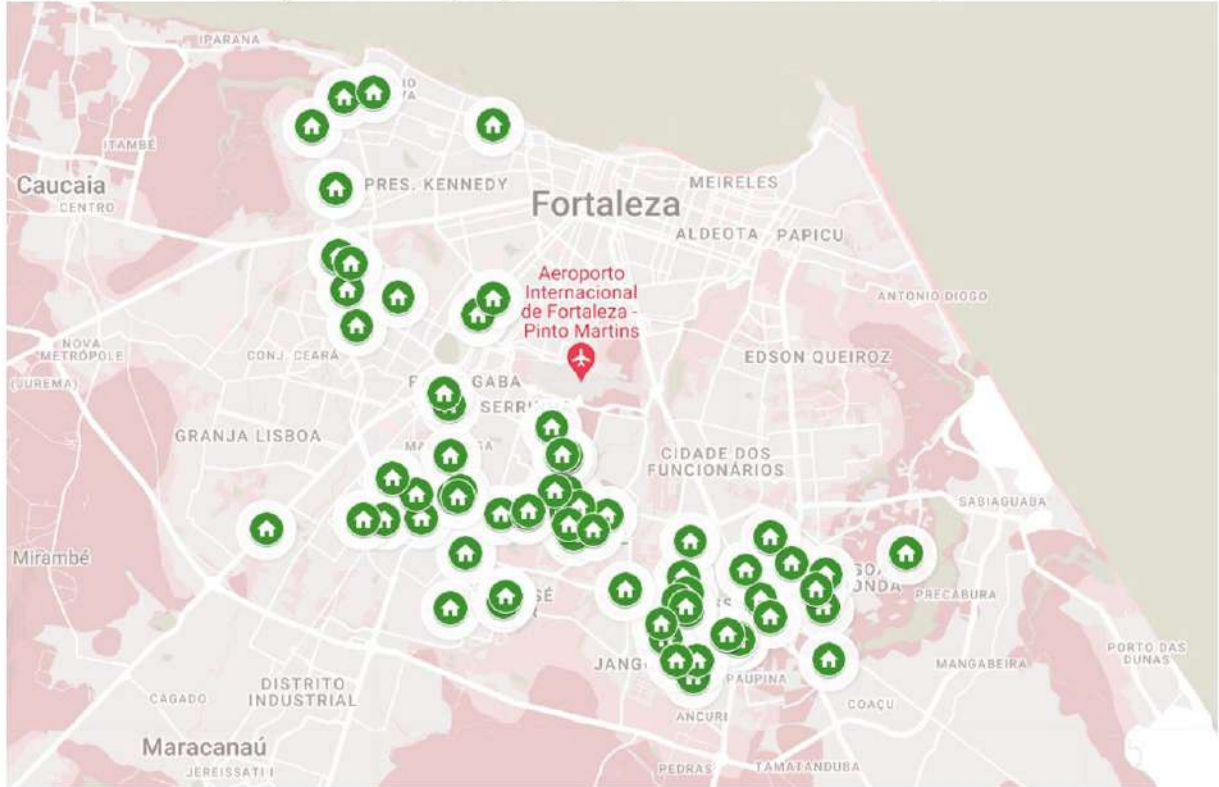 IPARANA
ITAMBÉ
Caucaia
CENTRO
PRES. KENNEDY
MEIRELES
Fortaleza
ALDEOTA
PAPICU
Aeroporto
Internacional
de Fortaleza -
Pinto Martins
ANTONIO DIOGO
NOVA
METRÓPOLE
CONJ. CEARÁ
EDSON QUEIROZ
(JUREMA)
GRANJA LISBOA
CIDADE DOS
FUNCIONÁRIOS
SABIAGUABA
Mirambé
PRECABURA
PORTO DAS
DUNAS
MANGABEIRA
PAUPINA
DISTRITO
INDUSTRIAL
CAGADO
COAÇU
ANCURI
Maracanaú
JEREISSATI I
PEDRAS
TAMATANDUBA